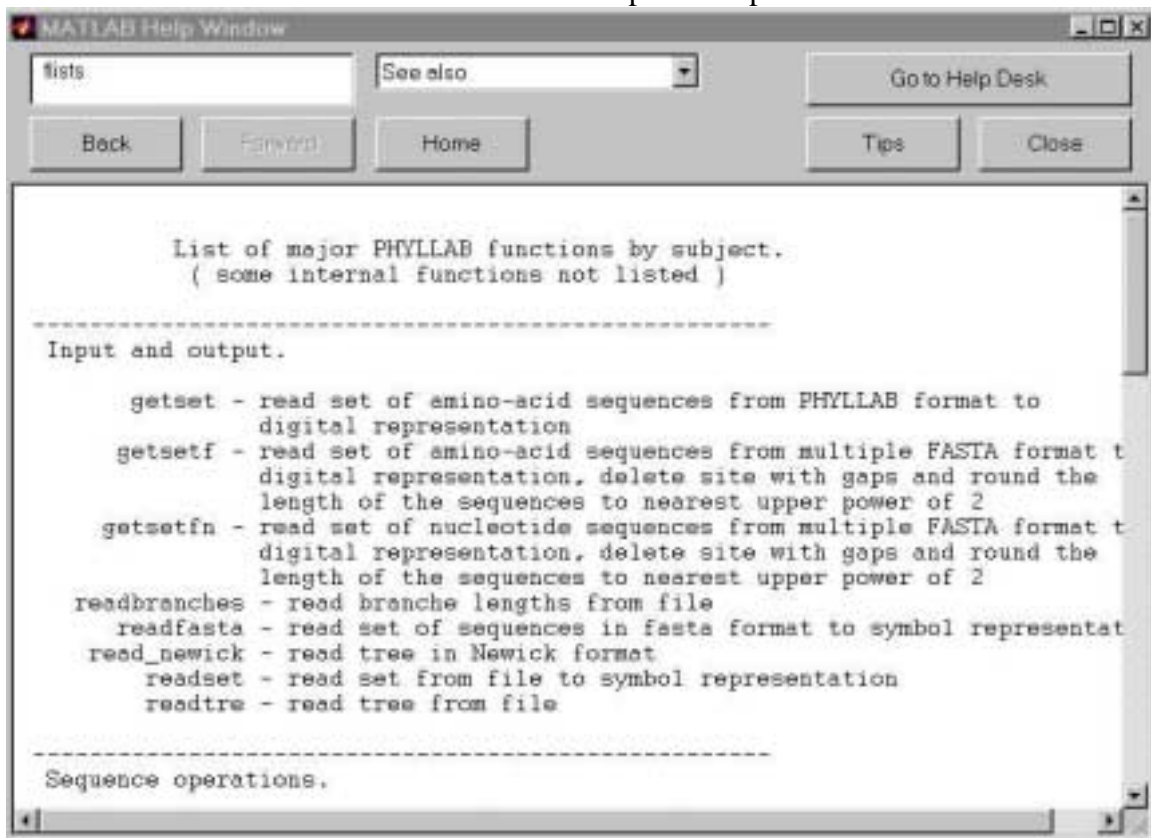 MATLAB Help Window
flists
See also
Go to Help Desk
Back
Forward
Home
Tips
Close
List of major PHYLLAB functions by subject.
( some internal functions not listed )
-----------------------------------------------------
Input and output.
getset - read set of amino-acid sequences from PHYLLAB format to
digital representation
getsetf - read set of amino-acid sequences from multiple FASTA format t
digital representation, delete site with gaps and round the
length of the sequences to nearest upper power of 2
getsetfn - read set of nucleotide sequences from multiple FASTA format t
digital representation, delete site with gaps and round the
length of the sequences to nearest upper power of 2
readbranches - read branche lengths from file
readfasta - read set of sequences in fasta format to symbol representat
read_newick - read tree in Newick format
readset - read set from file to symbol representation
readtre - read tree from file
-----------------------------------------------------
Sequence operations.